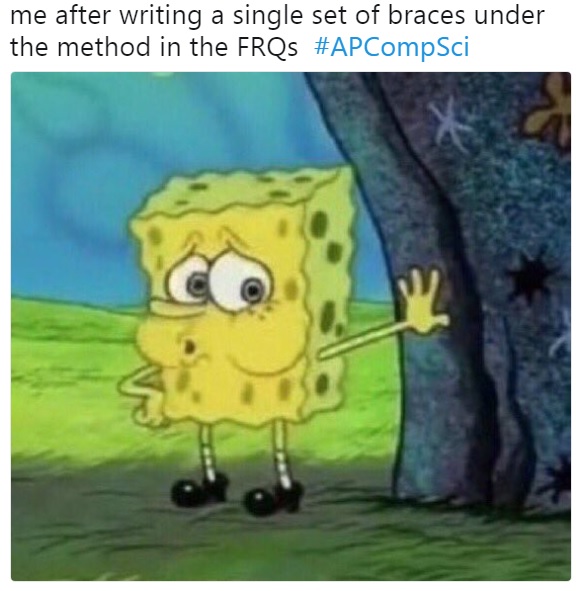 me after writing a single set of braces under
the method in the FRQs #APCompSci